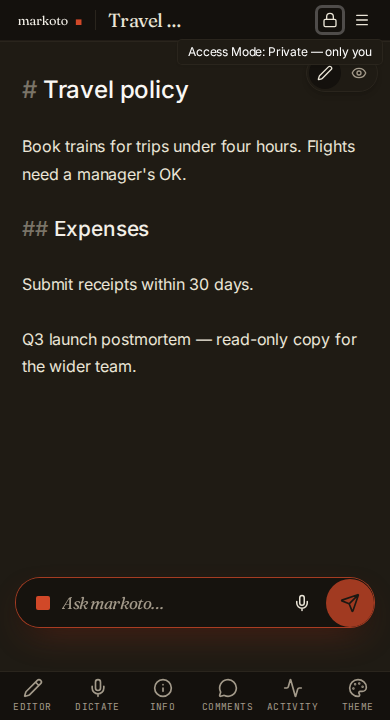 markoto
Travel ...
Access Mode: Private — only you
# Travel policy
Book trains for trips under four hours. Flights
need a manager's OK.
## Expenses
Submit receipts within 30 days.
Q3 launch postmortem — read-only copy for
the wider team.
Ask markoto...
EDITOR DICTATE INFO COMMENTS ACTIVITY THEME